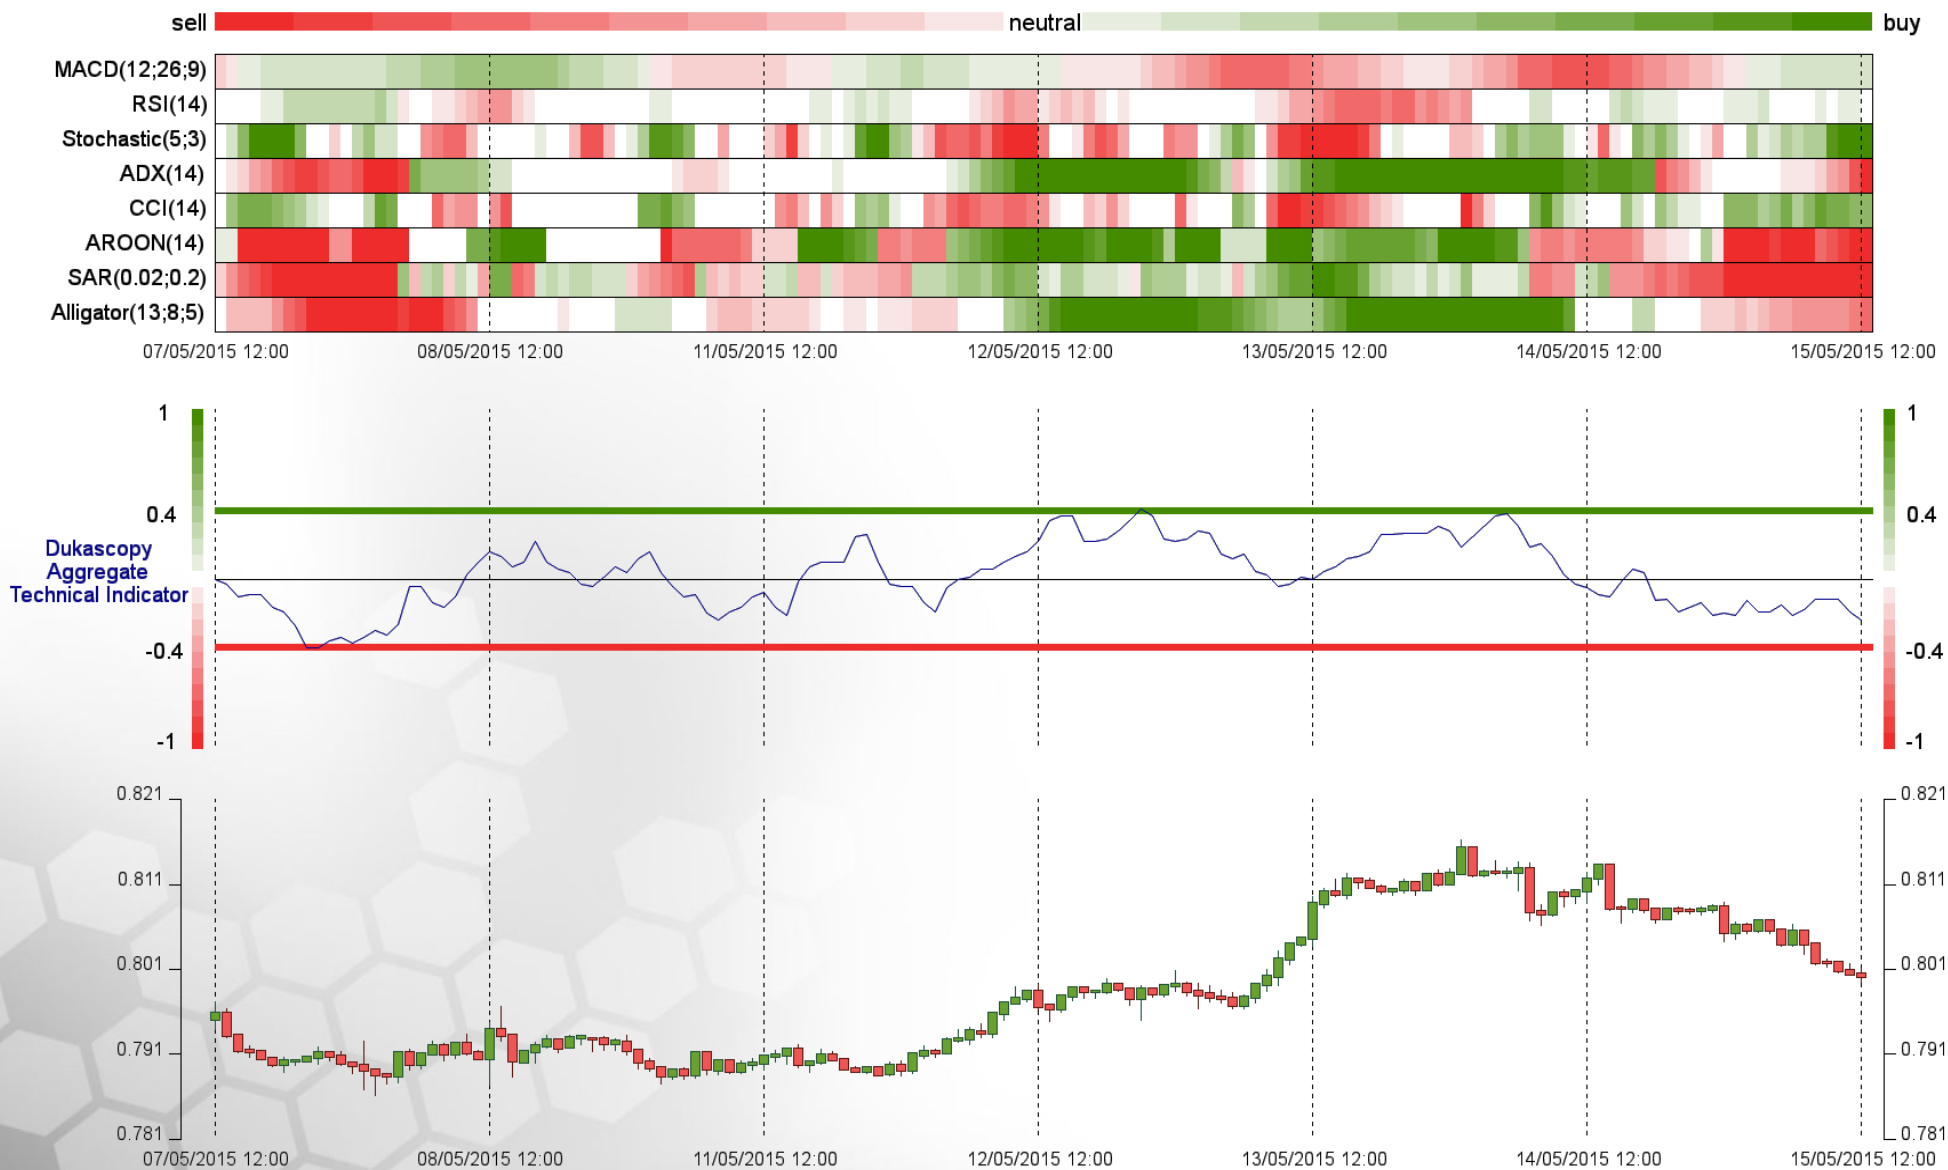 sell neutral buy
MACD(12;26;9)
RSI(14)
Stochastic(5;3)
ADX(14)
CCI(14)
AROON(14)
SAR(0.02;0.2)
Alligator(13;8;5)
07/05/2015 12:00 08/05/2015 12:00 11/05/2015 12:00 12/05/2015 12:00 13/05/2015 12:00 14/05/2015 12:00 15/05/2015 12:00
1 1
0.4 0.4
Dukascopy
Aggregate
Technical Indicator
-0.4 -0.4
-1 -1
0.821 0.821
0.811 0.811
0.801 0.801
0.791 0.791
0.781 0.781
07/05/2015 12:00 08/05/2015 12:00 11/05/2015 12:00 12/05/2015 12:00 13/05/2015 12:00 14/05/2015 12:00 15/05/2015 12:00